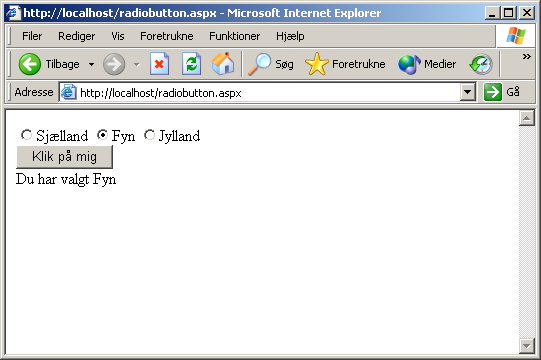 http://localhost/radiobutton.aspx - Microsoft Internet Explorer
Filer Rediger Vis Foretrukne Funktioner Hjælp
Tilbage Søg Foretrukne Medier »
Adresse http://localhost/radiobutton.aspx Gå
Sjælland Fyn Jylland
Klik på mig
Du har valgt Fyn